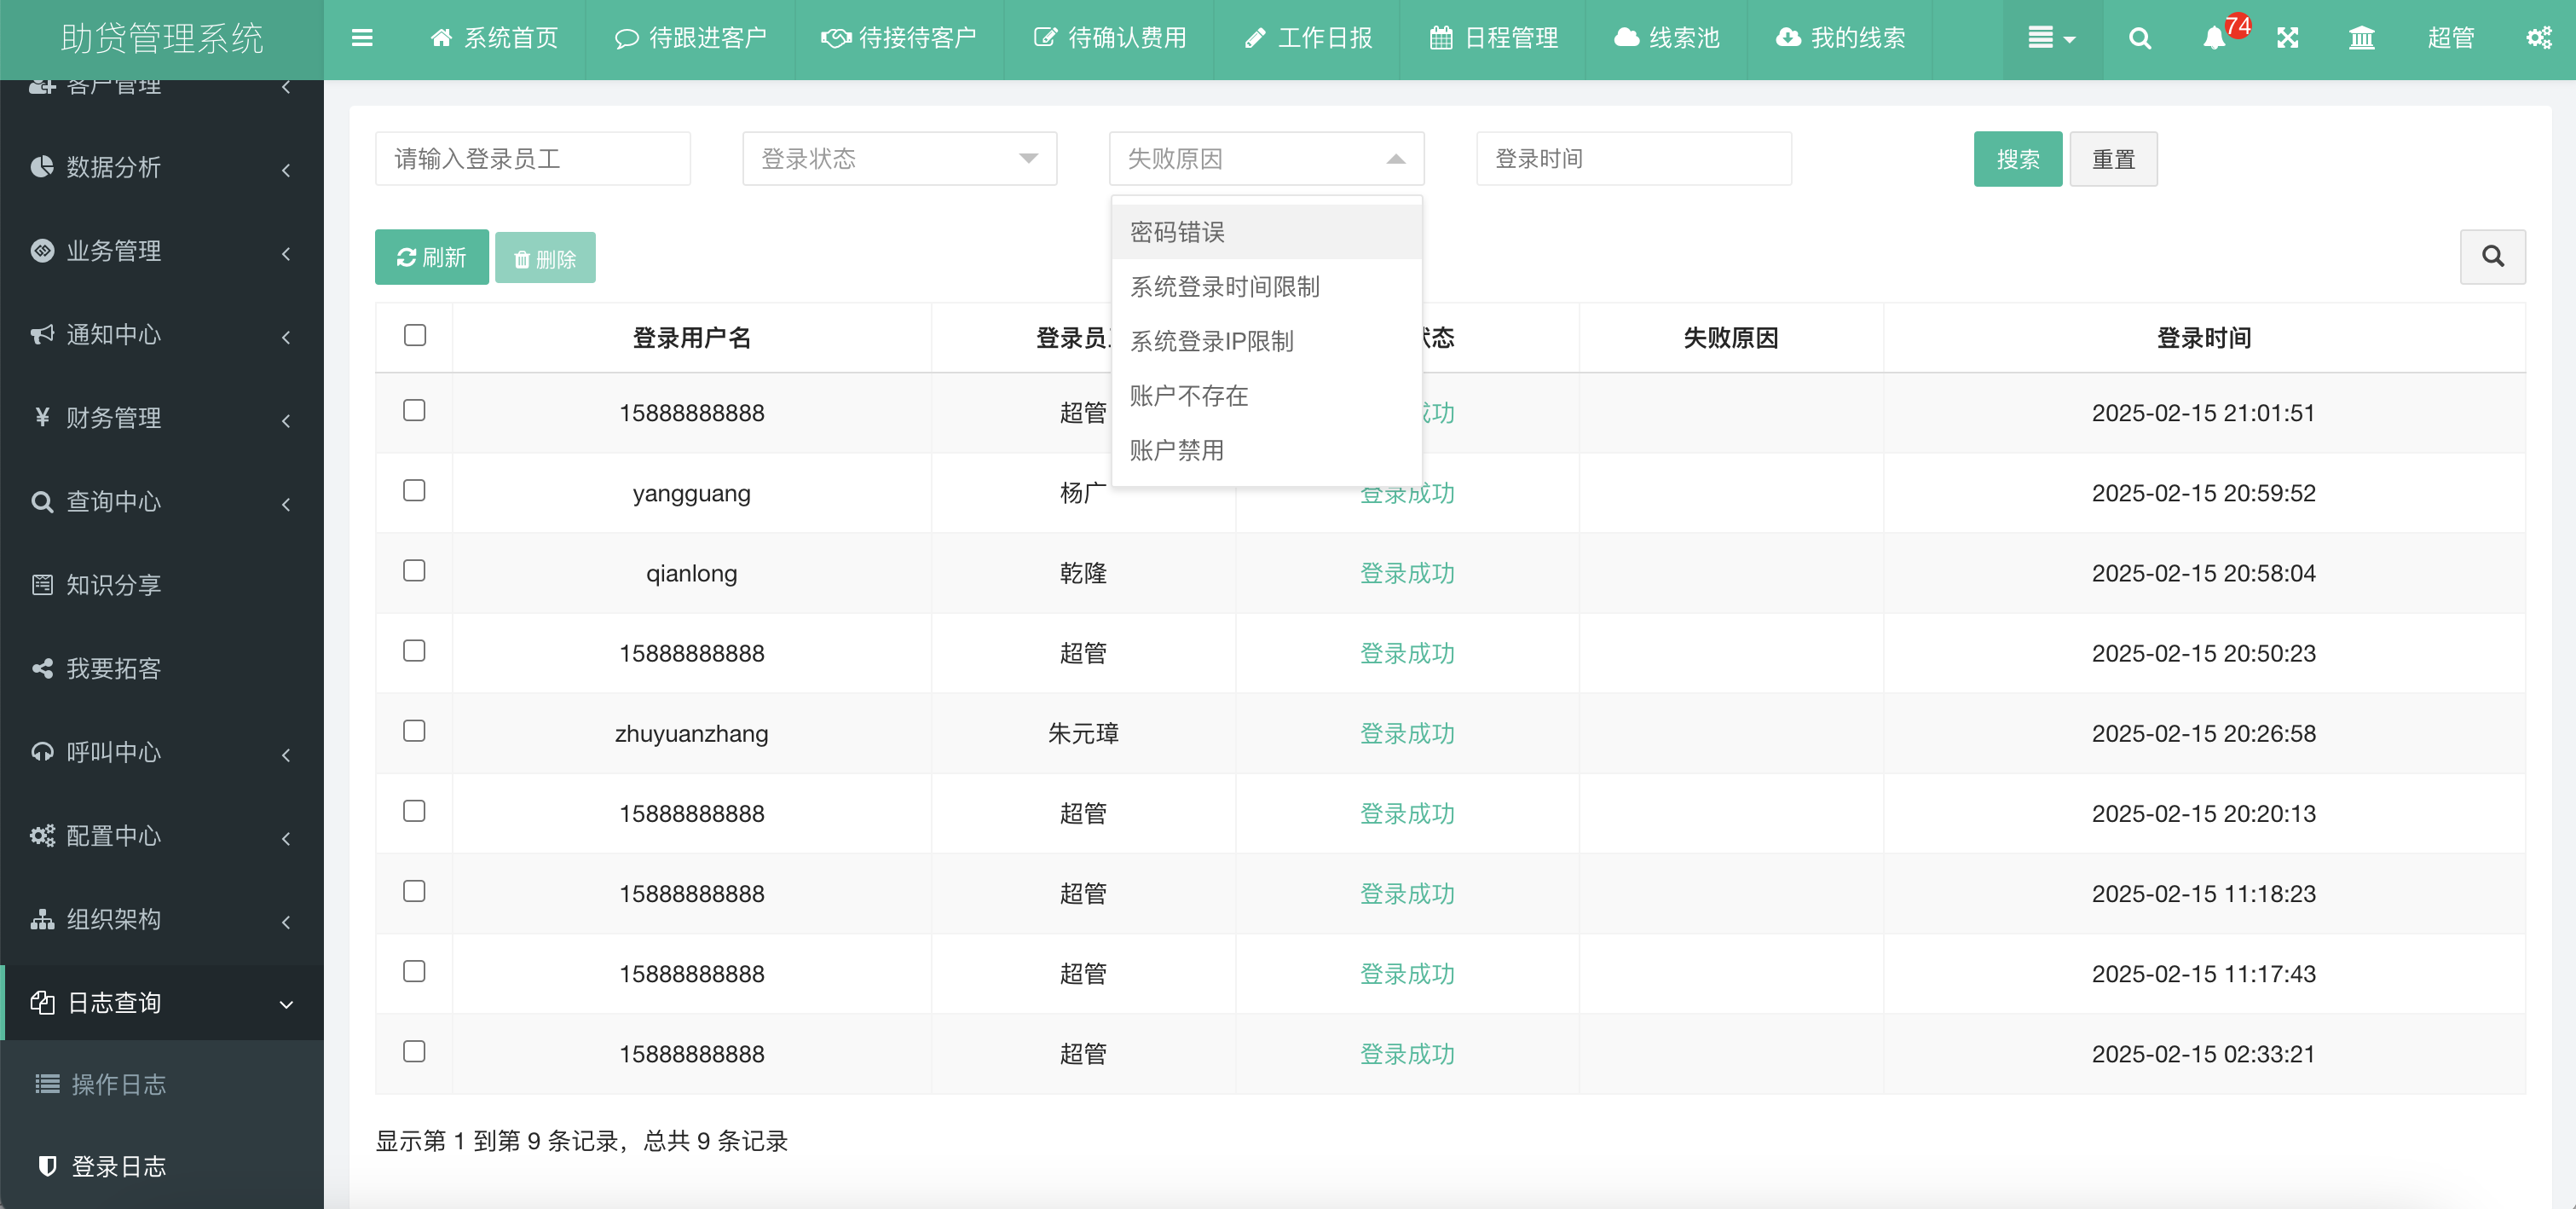 助贷管理系统
系统首页
待跟进客户
待接待客户
待确认费用
工作日报
日程管理
线索池
我的线索
74
超管
客户管理
数据分析
业务管理
通知中心
财务管理
查询中心
知识分享
我要拓客
呼叫中心
配置中心
组织架构
日志查询
操作日志
登录日志
请输入登录员工
登录状态
失败原因
登录时间
搜索
重置
密码错误
系统登录时间限制
系统登录IP限制
账户不存在
账户禁用
刷新
删除
登录用户名 登录员 状态 失败原因 登录时间
15888888888 超管 成功 2025-02-15 21:01:51
yangguang 杨广 登录成功 2025-02-15 20:59:52
qianlong 乾隆 登录成功 2025-02-15 20:58:04
15888888888 超管 登录成功 2025-02-15 20:50:23
zhuyuanzhang 朱元璋 登录成功 2025-02-15 20:26:58
15888888888 超管 登录成功 2025-02-15 20:20:13
15888888888 超管 登录成功 2025-02-15 11:18:23
15888888888 超管 登录成功 2025-02-15 11:17:43
15888888888 超管 登录成功 2025-02-15 02:33:21
显示第 1 到第 9 条记录，总共 9 条记录